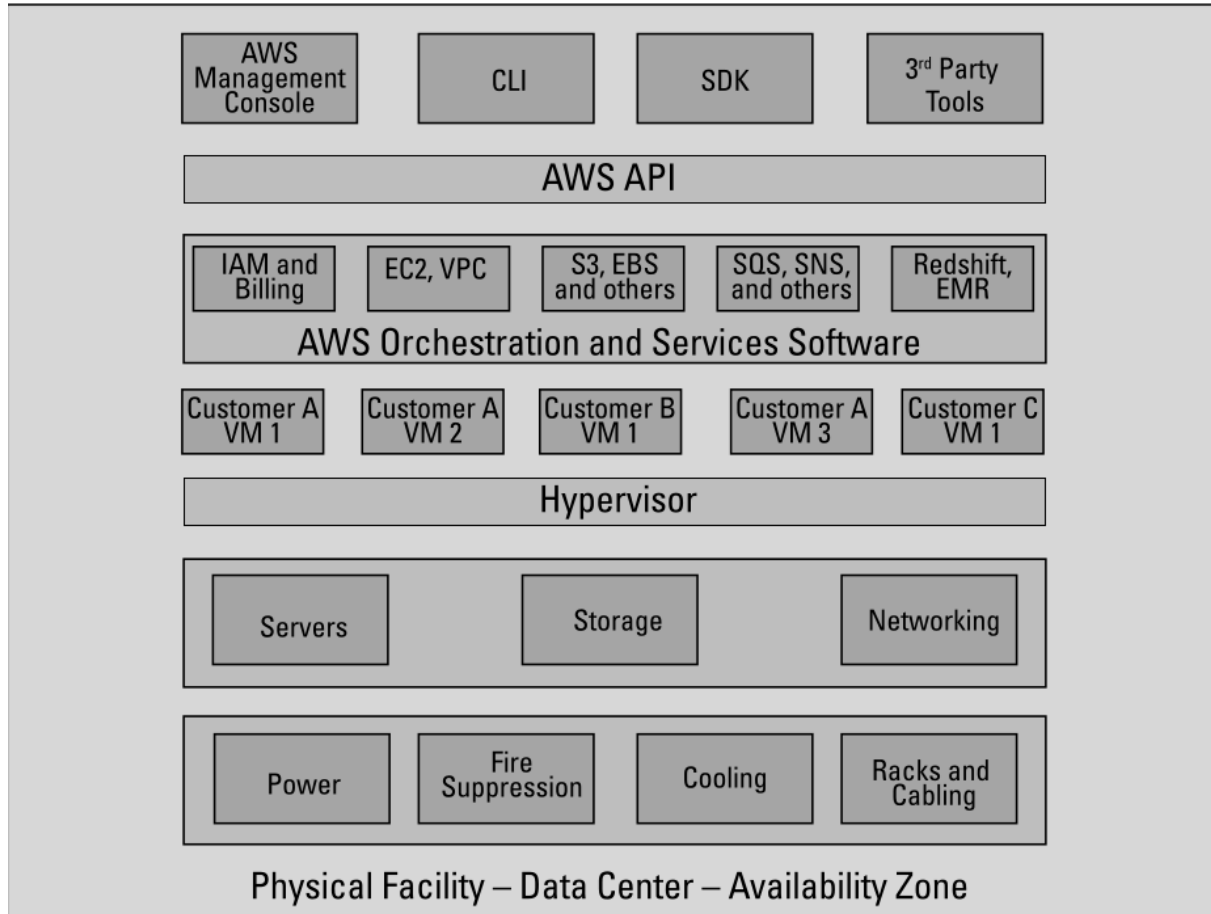 AWS
Management
Console
CLI
SDK
3rd Party
Tools
AWS API
IAM and
Billing
EC2, VPC
S3, EBS
and others
SQS, SNS,
and others
Redshift,
EMR
AWS Orchestration and Services Software
Customer A
VM 1
Customer A
VM 2
Customer B
VM 1
Customer A
VM 3
Customer C
VM 1
Hypervisor
Servers
Storage
Networking
Power
Fire
Suppression
Cooling
Racks and
Cabling
Physical Facility – Data Center – Availability Zone